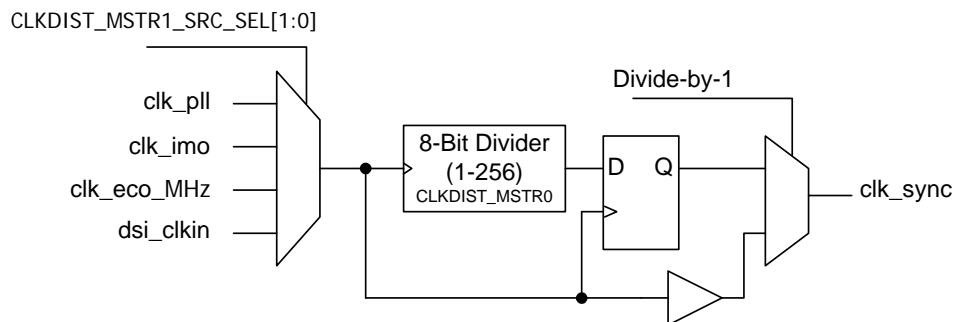 CLKDIST_MSTR1_SRC_SEL[1:0]
Divide-by-1
clk_pll
clk_imo
clk_eco_MHz
dsi_clkin
8-Bit Divider
(1-256)
CLKDIST_MSTR0
D Q
clk_sync